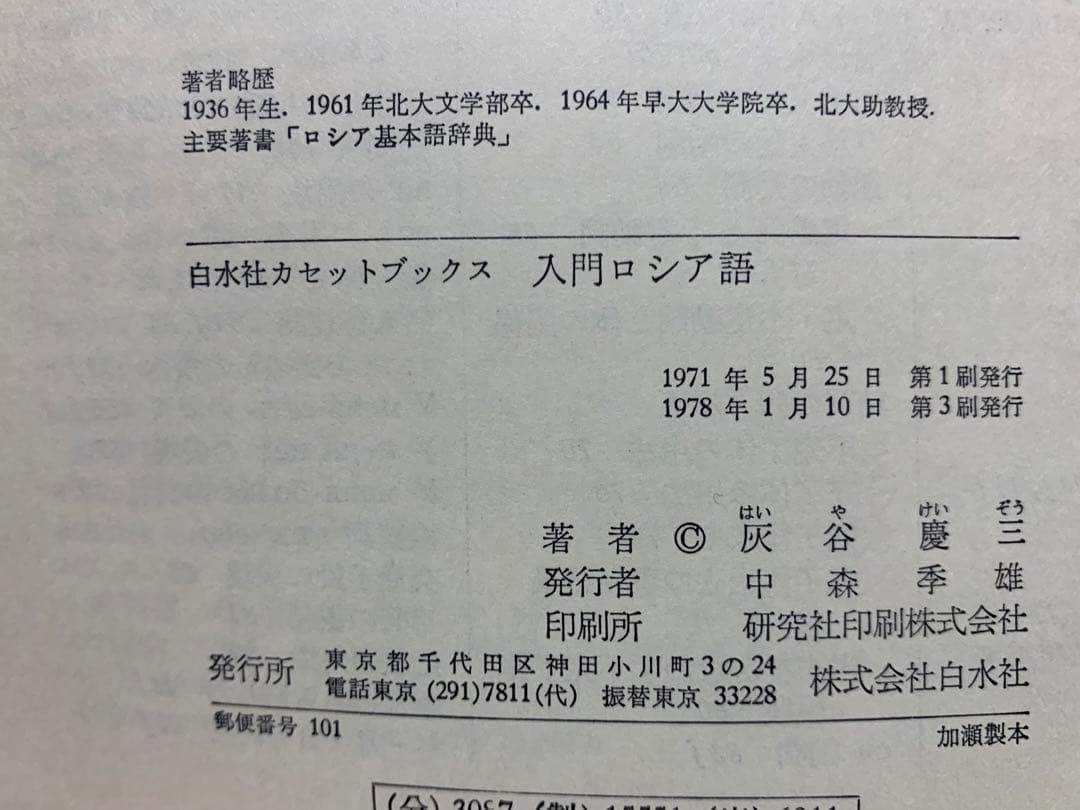 著者略歴
1936年生．1961年北大文学部卒．1964年早大大学院卒．北大助教授．
主要著書「ロシア基本語辞典」
白水社カセットブックス 入門ロシア語
1971年5月25日 第1刷発行
1978年1月10日 第3刷発行
はい や けい ぞう
著者 © 灰谷慶三
発行者 中森季雄
印刷所 研究社印刷株式会社
発行所 東京都千代田区神田小川町3の24 株式会社白水社
電話東京(291)7811(代) 振替東京 33228
郵便番号 101
加瀬製本